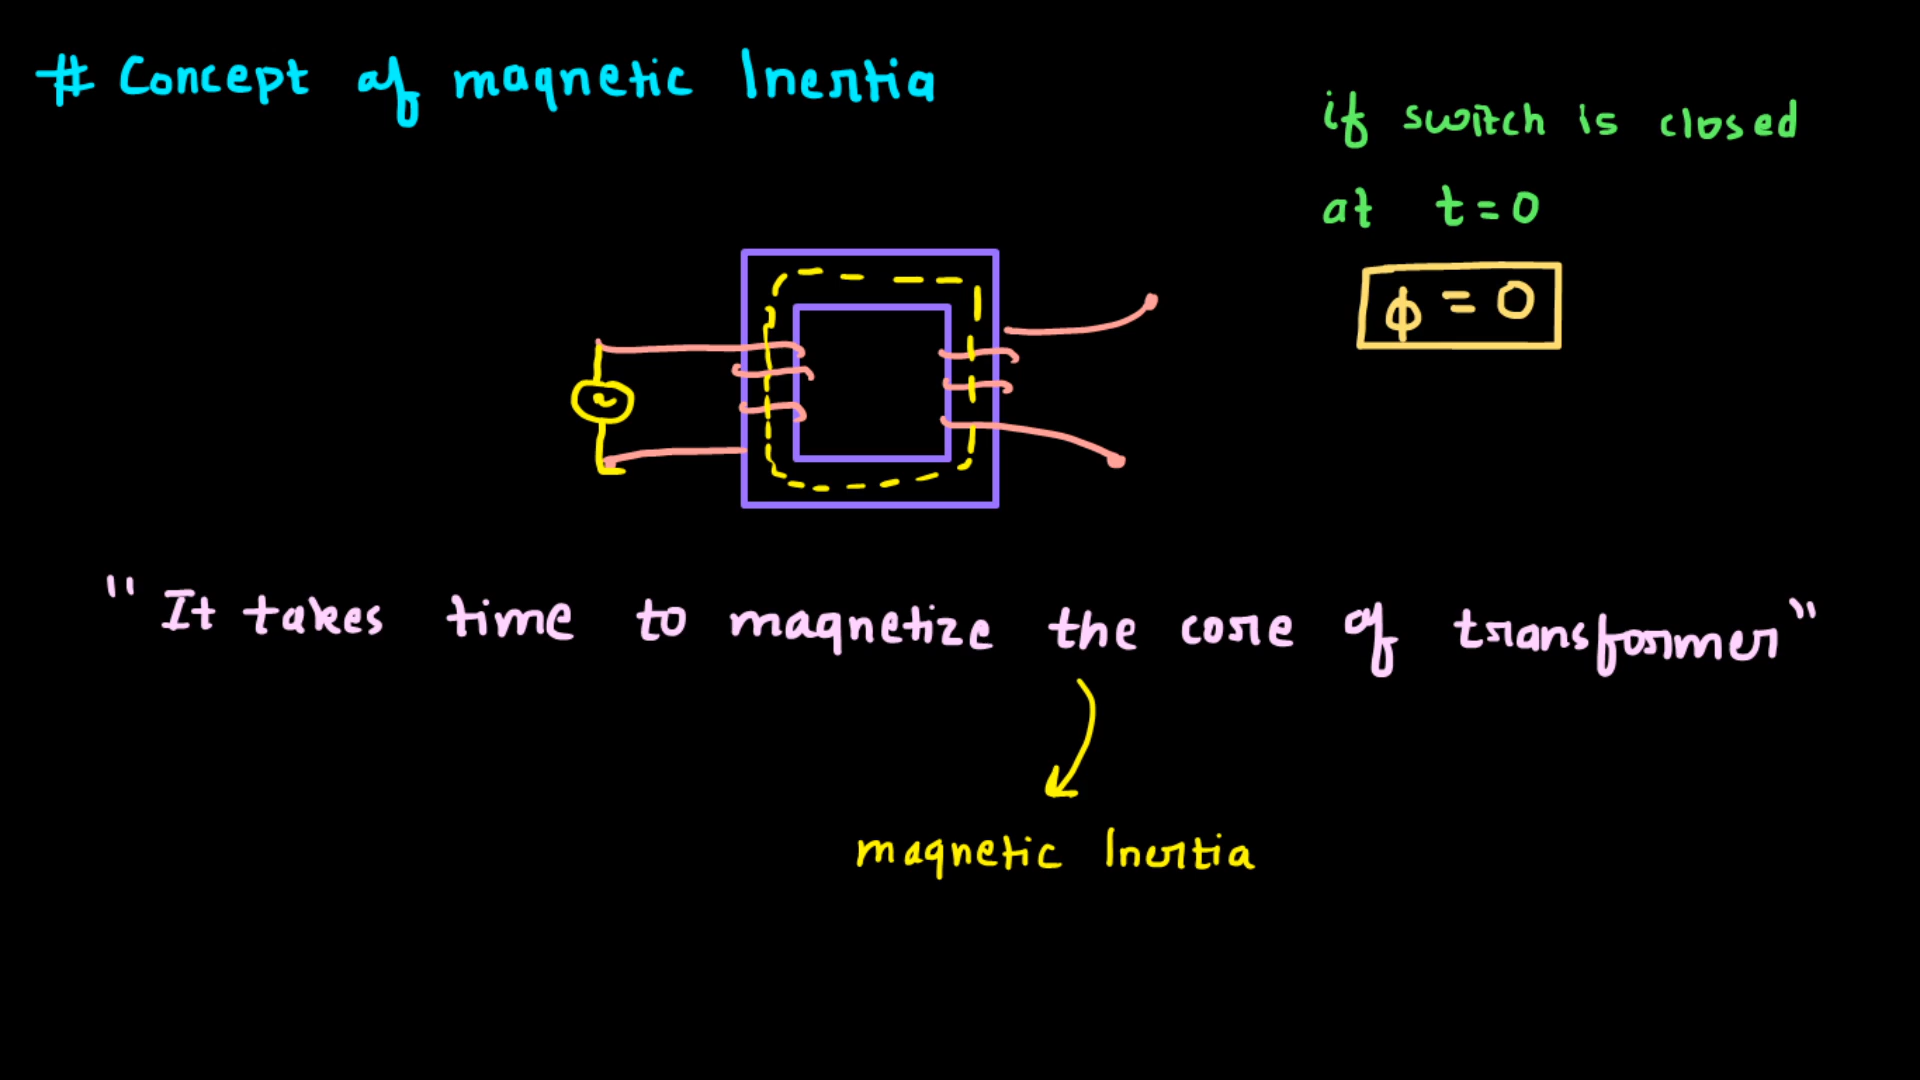 # Concept of magnetic Inertia
if switch is closed
at t=0
ϕ = 0
"It takes time to magnetize the core of transformer"
magnetic Inertia